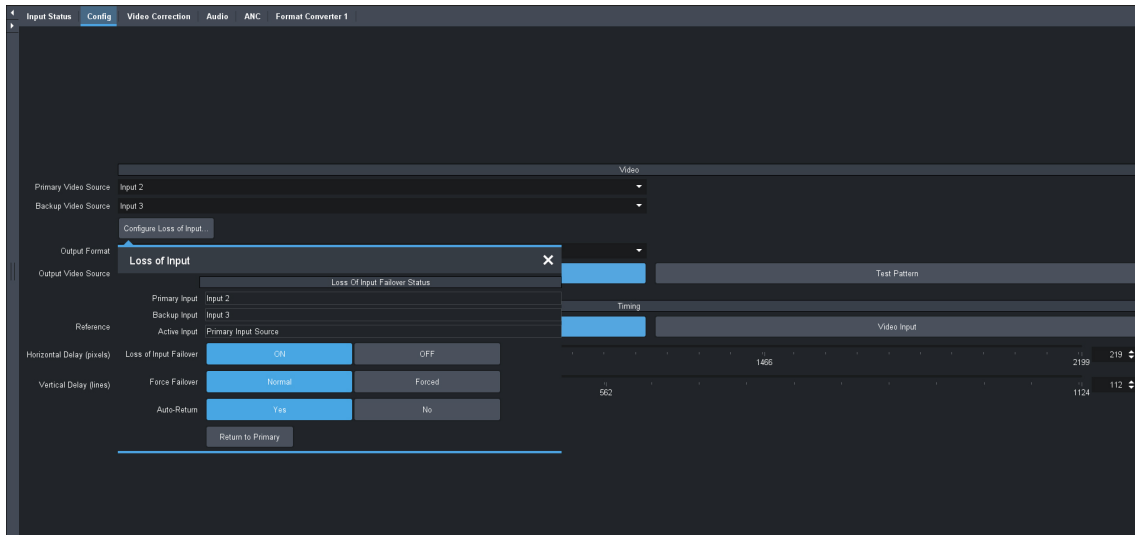 Input Status Config Video Correction Audio ANC Format Converter 1
Video
Primary Video Source Input 2
Backup Video Source Input 3
Configure Loss of Input...
Output Format
Loss of Input
Output Video Source Test Pattern
Loss Of Input Failover Status
Primary Input Input 2
Timing
Backup Input Input 3
Reference Video Input
Active Input Primary Input Source
Horizontal Delay (pixels) 1466 2199 219
Loss of Input Failover ON OFF
Vertical Delay (lines) 562 1124 112
Force Failover Normal Forced
Auto-Return Yes No
Return to Primary